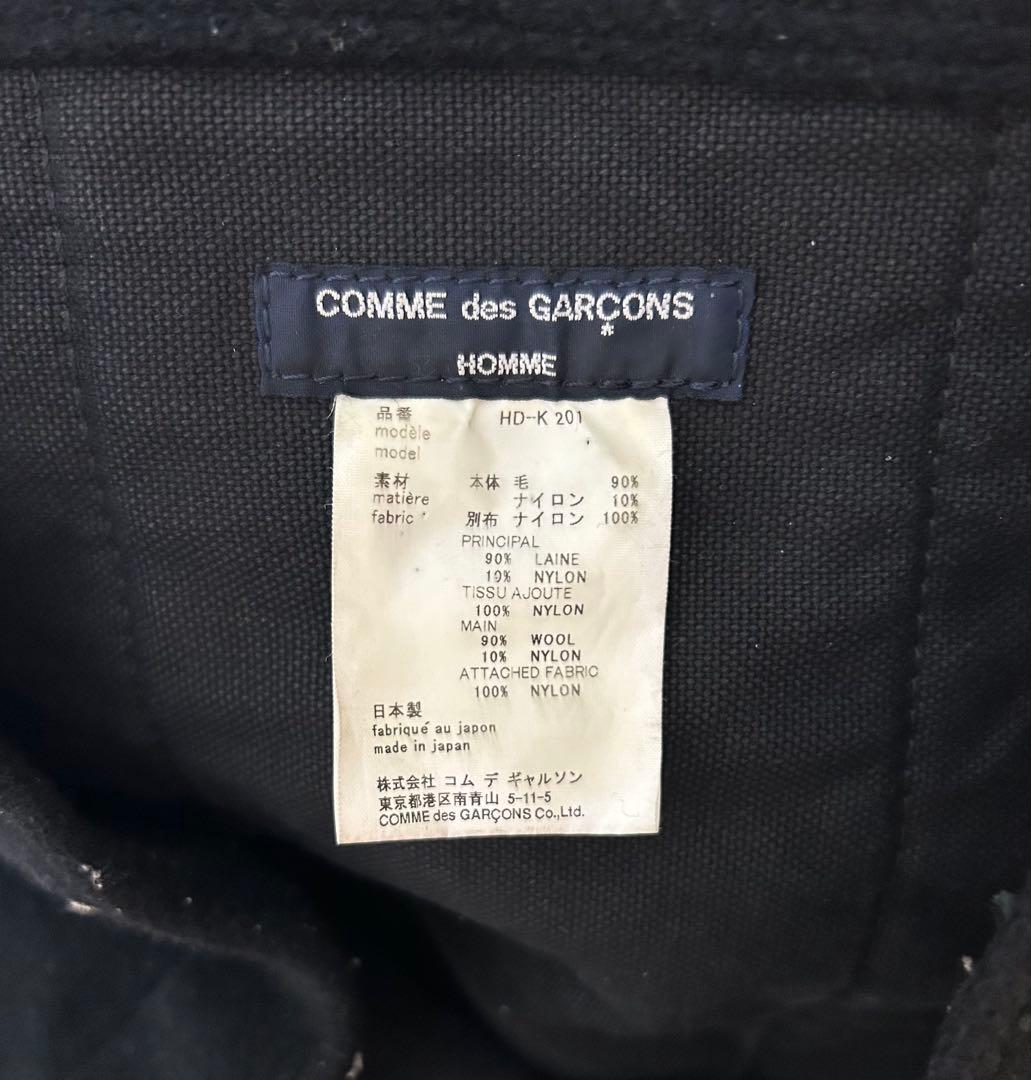 COMME des GARÇONS
*
HOMME
品番 HD-K 201
modèle
model
素材 本体 毛 90%
matière ナイロン 10%
fabric 別布 ナイロン 100%
PRINCIPAL
90% LAINE
10% NYLON
TISSU AJOUTE
100% NYLON
MAIN
90% WOOL
10% NYLON
ATTACHED FABRIC
100% NYLON
日本製
fabriqué au japon
made in japan
株式会社 コム デ ギャルソン
東京都港区南青山 5-11-5
COMME des GARÇONS Co.,Ltd.